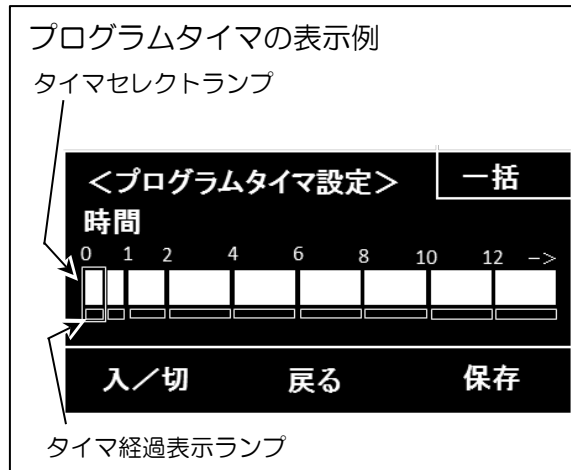 プログラムタイマの表示例
タイマセレクトランプ
＜プログラムタイマ設定＞ 一括
時間
0 1 2 4 6 8 10 12 –>
入／切 戻る 保存
タイマ経過表示ランプ